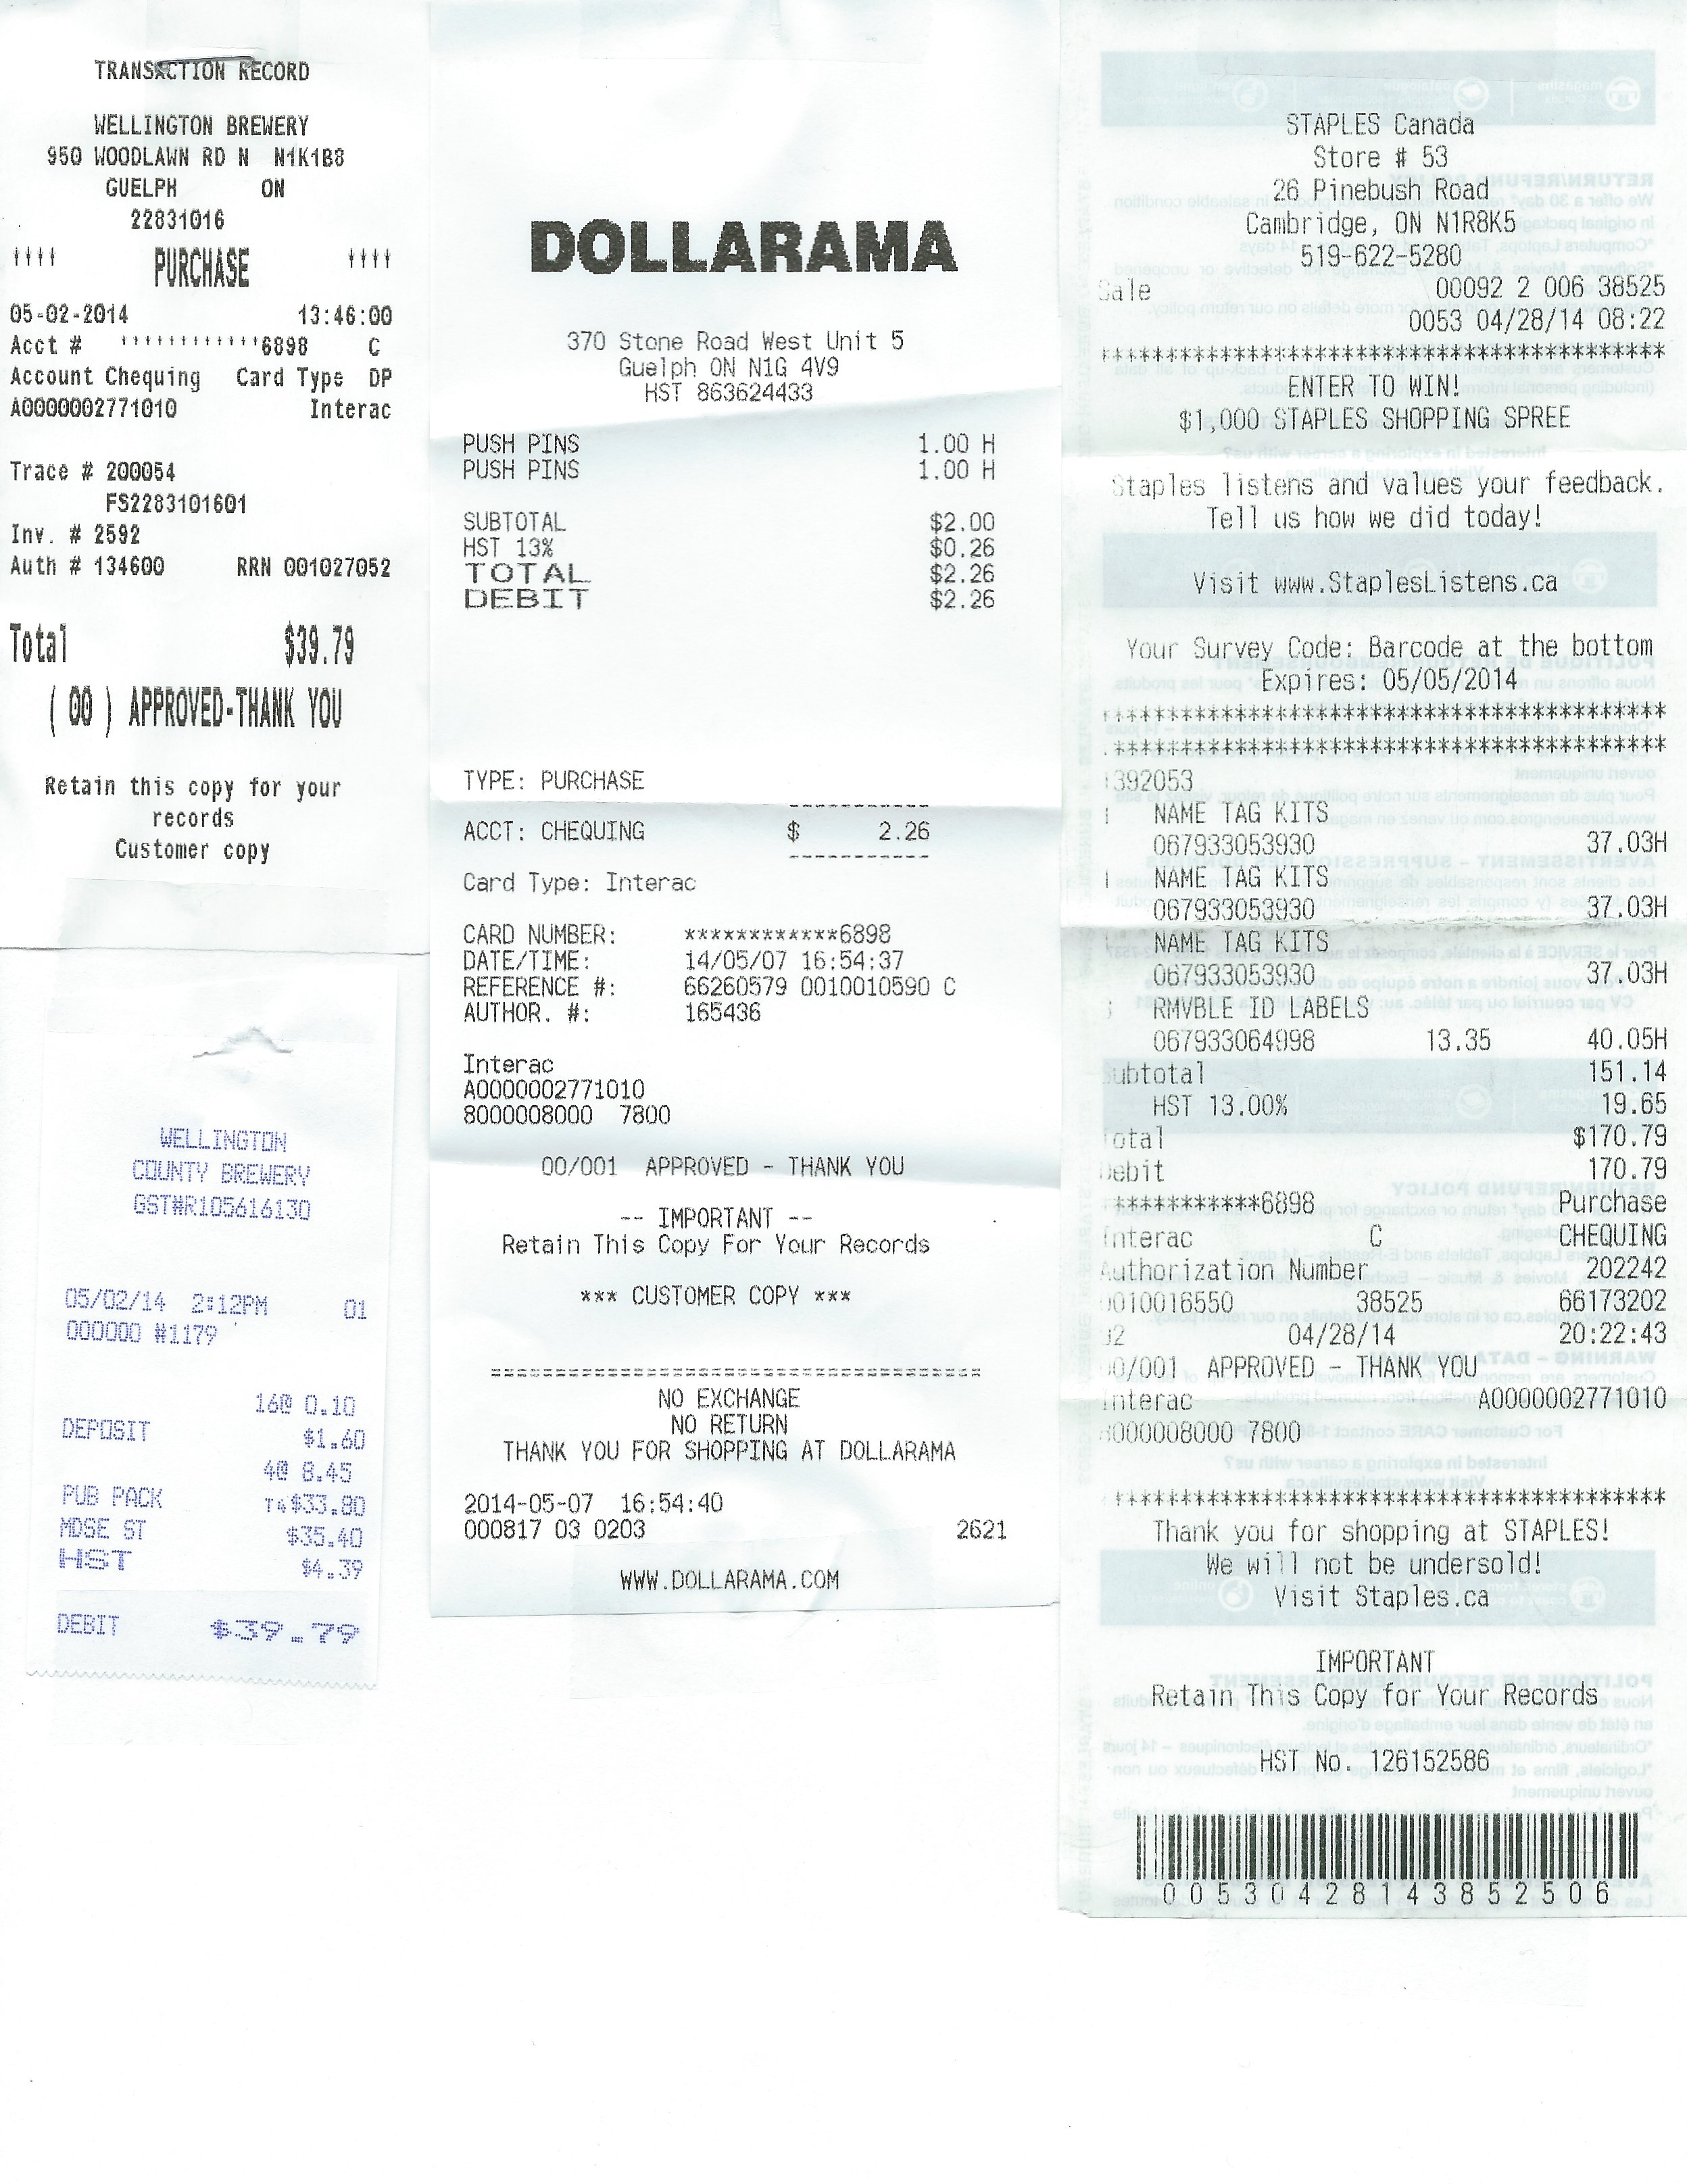 TRANSACTION RECORD
WELLINGTON BREWERY
950 WOODLAWN RD N N1K1B8
GUELPH ON
22831016
PURCHASE
05-02-2014 13:46:00
Acct # ************6898 C
Account Chequing Card Type DP
A0000002771010 Interac
Trace # 200054
FS2283101601
Inv. # 2592
Auth # 134600 RRN 001027052
Total $39.79
( 00 ) APPROVED-THANK YOU
Retain this copy for your
records
Customer copy
WELLINGTON
COUNTY BREWERY
GST#R105616130
05/02/14 2:12PM 01
000000 #1179
16@ 0.10
DEPOSIT $1.60
4@ 8.45
PUB PACK T4$33.80
MDSE ST $35.40
HST $4.39
DEBIT $39.79
DOLLARAMA
370 Stone Road West Unit 5
Guelph ON N1G 4V9
HST 863624433
PUSH PINS 1.00 H
PUSH PINS 1.00 H
SUBTOTAL $2.00
HST 13% $0.26
TOTAL $2.26
DEBIT $2.26
TYPE: PURCHASE
ACCT: CHEQUING $ 2.26
Card Type: Interac
CARD NUMBER: ************6898
DATE/TIME: 14/05/07 16:54:37
REFERENCE #: 66260579 0010010590 C
AUTHOR. #: 165436
Interac
A0000002771010
8000008000 7800
00/001 APPROVED - THANK YOU
-- IMPORTANT --
Retain This Copy For Your Records
*** CUSTOMER COPY ***
NO EXCHANGE
NO RETURN
THANK YOU FOR SHOPPING AT DOLLARAMA
2014-05-07 16:54:40
000817 03 0203 2621
WWW.DOLLARAMA.COM
STAPLES Canada
Store # 53
26 Pinebush Road
Cambridge, ON N1R8K5
519-622-5280
Sale 00092 2 006 38525
0053 04/28/14 08:22
ENTER TO WIN!
$1,000 STAPLES SHOPPING SPREE
Staples listens and values your feedback.
Tell us how we did today!
Visit www.StaplesListens.ca
Your Survey Code: Barcode at the bottom
Expires: 05/05/2014
1392053
NAME TAG KITS
067933053930 37.03H
NAME TAG KITS
067933053930 37.03H
NAME TAG KITS
067933053930 37.03H
RMVBLE ID LABELS
067933064998 13.35 40.05H
ubtotal 151.14
HST 13.00% 19.65
otal $170.79
ebit 170.79
***********6898 Purchase
Interac C CHEQUING
Authorization Number 202242
0010016550 38525 66173202
2 04/28/14 20:22:43
00/001 APPROVED - THANK YOU
Interac A0000002771010
8000008000 7800
Thank you for shopping at STAPLES!
We will not be undersold!
Visit Staples.ca
IMPORTANT
Retain This Copy for Your Records
HST No. 126152586
00530428143852506